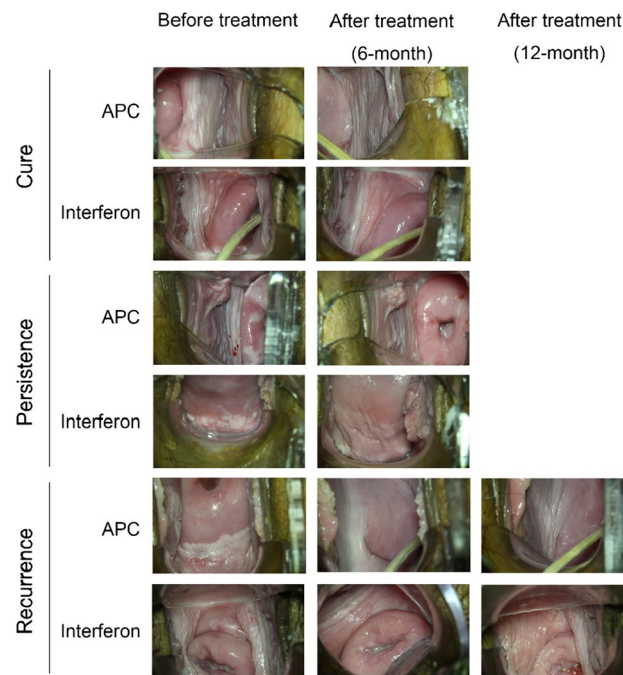 Before treatment
After treatment
(6-month)
After treatment
(12-month)
Cure
APC
Interferon
Persistence
APC
Interferon
Recurrence
APC
Interferon